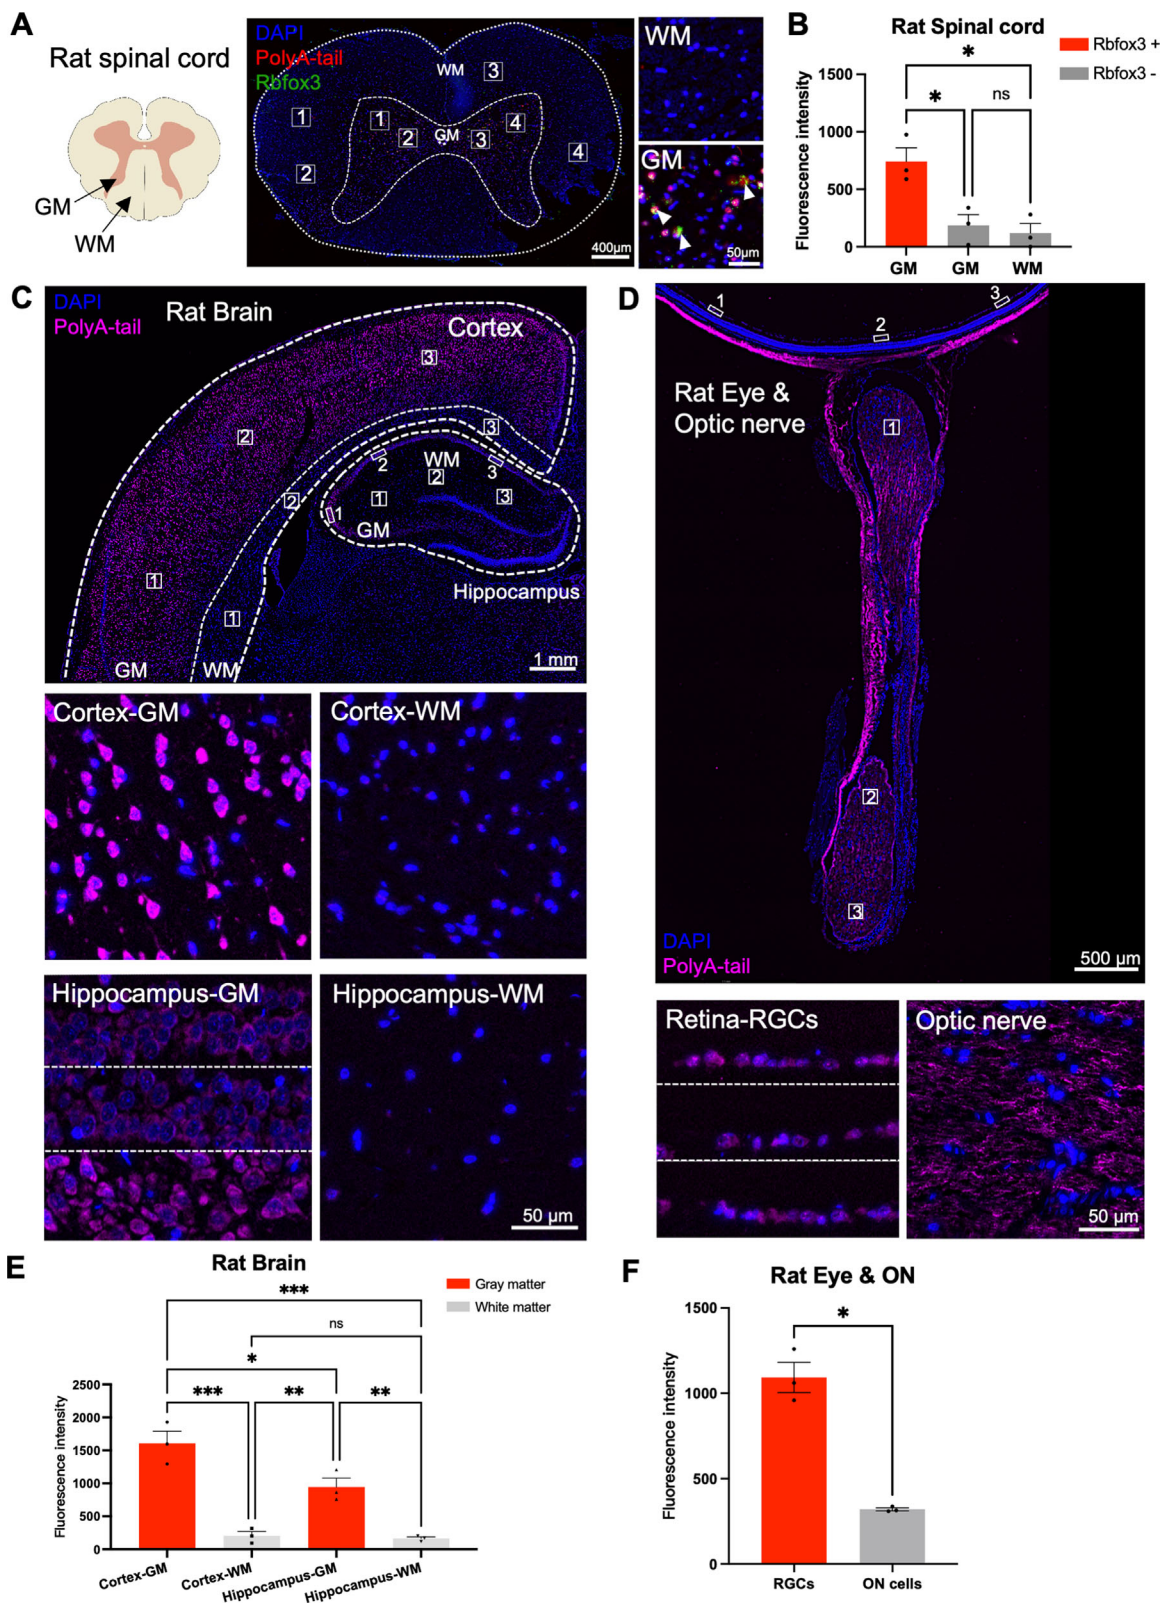 A
Rat spinal cord
GM
WM
DAPI
PolyA-tail
Rbfox3
WM
3
1
1
4
2
GM
3
4
2
400µm
WM
GM
50µm
B
Rat Spinal cord
Rbfox3 +
Rbfox3 -
Fluorescence intensity
1500
1000
500
0
*
*
ns
GM
GM
WM
C
DAPI
PolyA-tail
Rat Brain
Cortex
3
2
3
2
WM
2
3
2
1
3
1
GM
1
Hippocampus
1
GM
WM
1 mm
Cortex-GM
Cortex-WM
Hippocampus-GM
Hippocampus-WM
50 µm
D
1
2
3
Rat Eye &
Optic nerve
1
2
3
DAPI
PolyA-tail
500 µm
Retina-RGCs
Optic nerve
50 µm
E
Rat Brain
Gray matter
White matter
***
ns
*
***
**
**
Fluorescence intensity
2500
2000
1500
1000
500
0
Cortex-GM
Cortex-WM
Hippocampus-GM
Hippocampus-WM
F
Rat Eye & ON
*
Fluorescence intensity
1500
1000
500
0
RGCs
ON cells